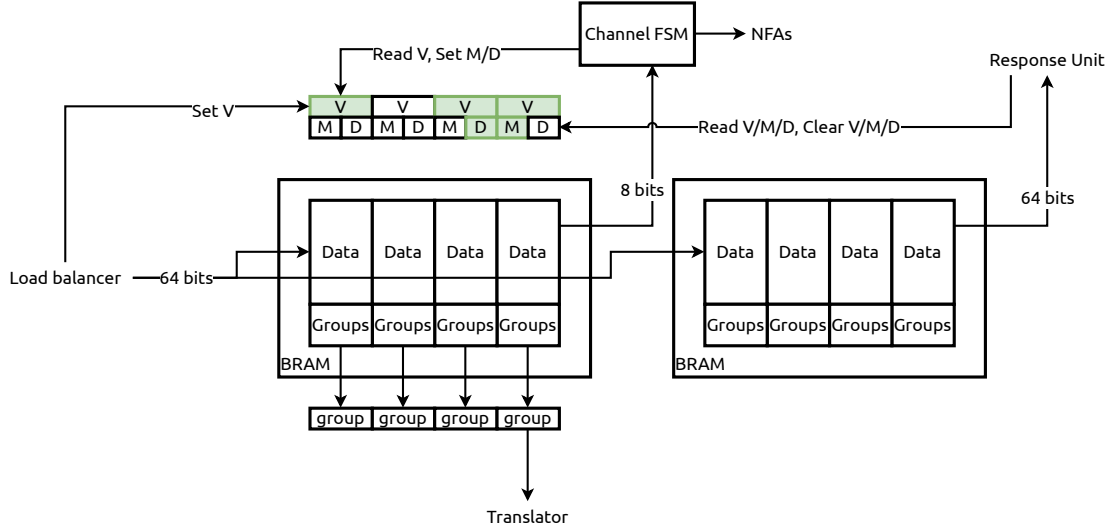 Channel FSM
NFAs
Read V, Set M/D
Response Unit
Set V
V V V V
M D M D M D M D
Read V/M/D, Clear V/M/D
8 bits
64 bits
Data Data Data Data
Data Data Data Data
Load balancer
64 bits
Groups Groups Groups Groups
Groups Groups Groups Groups
BRAM
BRAM
group group group group
Translator